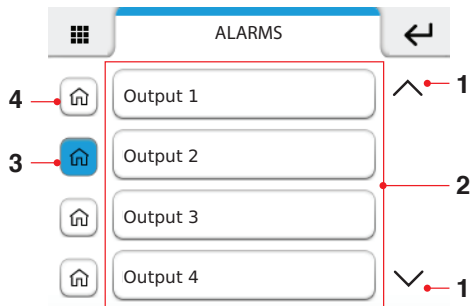 ALARMS
4 Output 1 1
3 Output 2
2
Output 3
Output 4 1